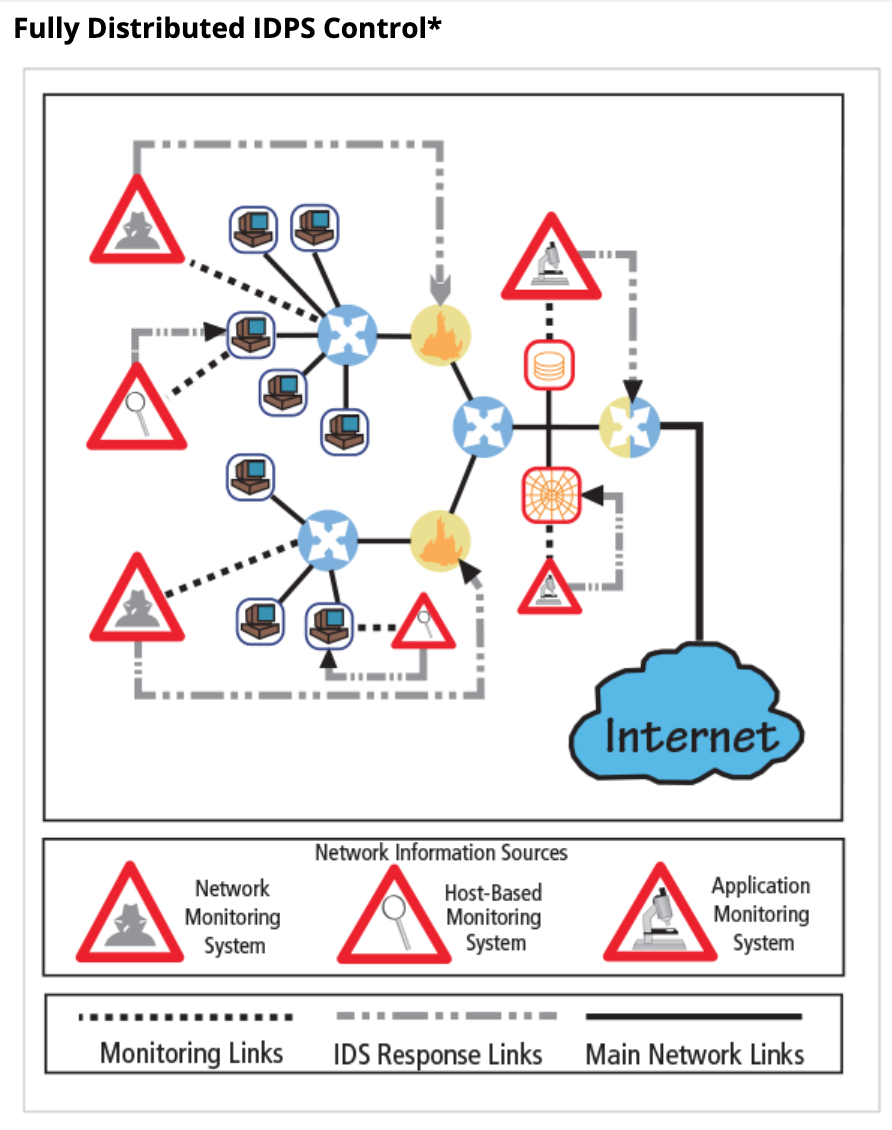 Fully Distributed IDPS Control*
Internet
Network Information Sources
Network
Monitoring
System
Host-Based
Monitoring
System
Application
Monitoring
System
Monitoring Links
IDS Response Links
Main Network Links